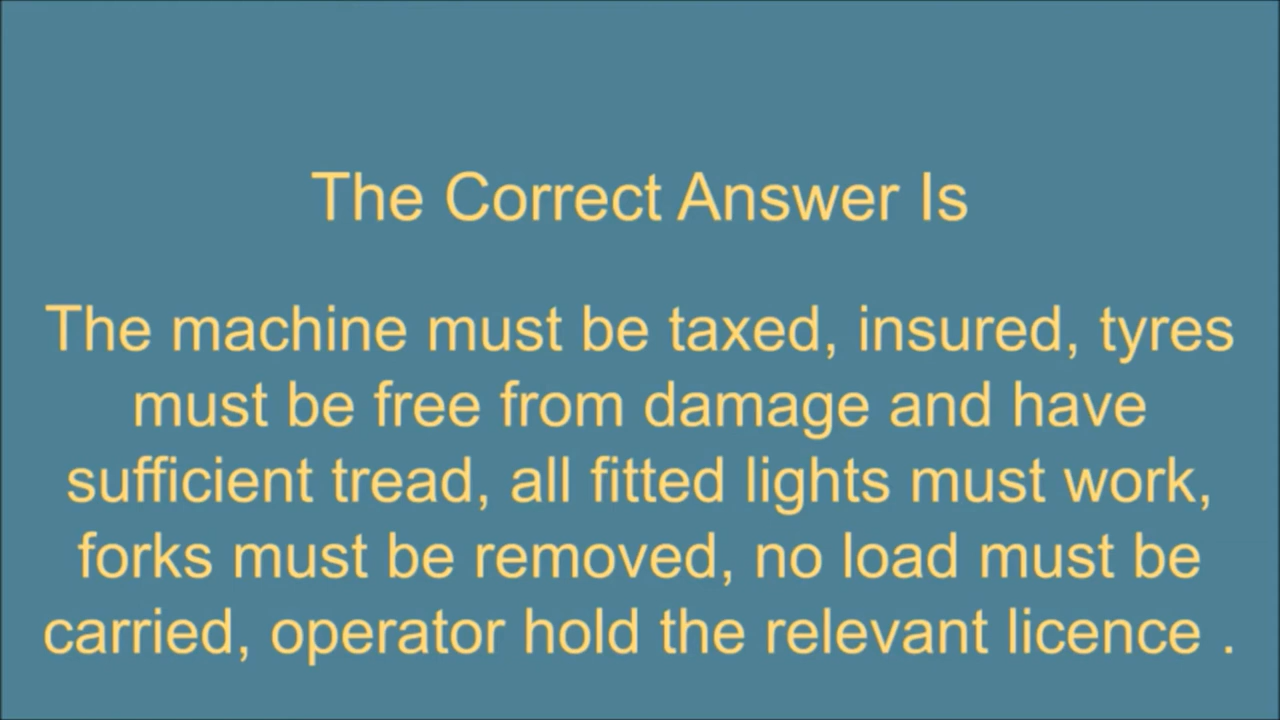 The Correct Answer Is
The machine must be taxed, insured, tyres
must be free from damage and have
sufficient tread, all fitted lights must work,
forks must be removed, no load must be
carried, operator hold the relevant licence .